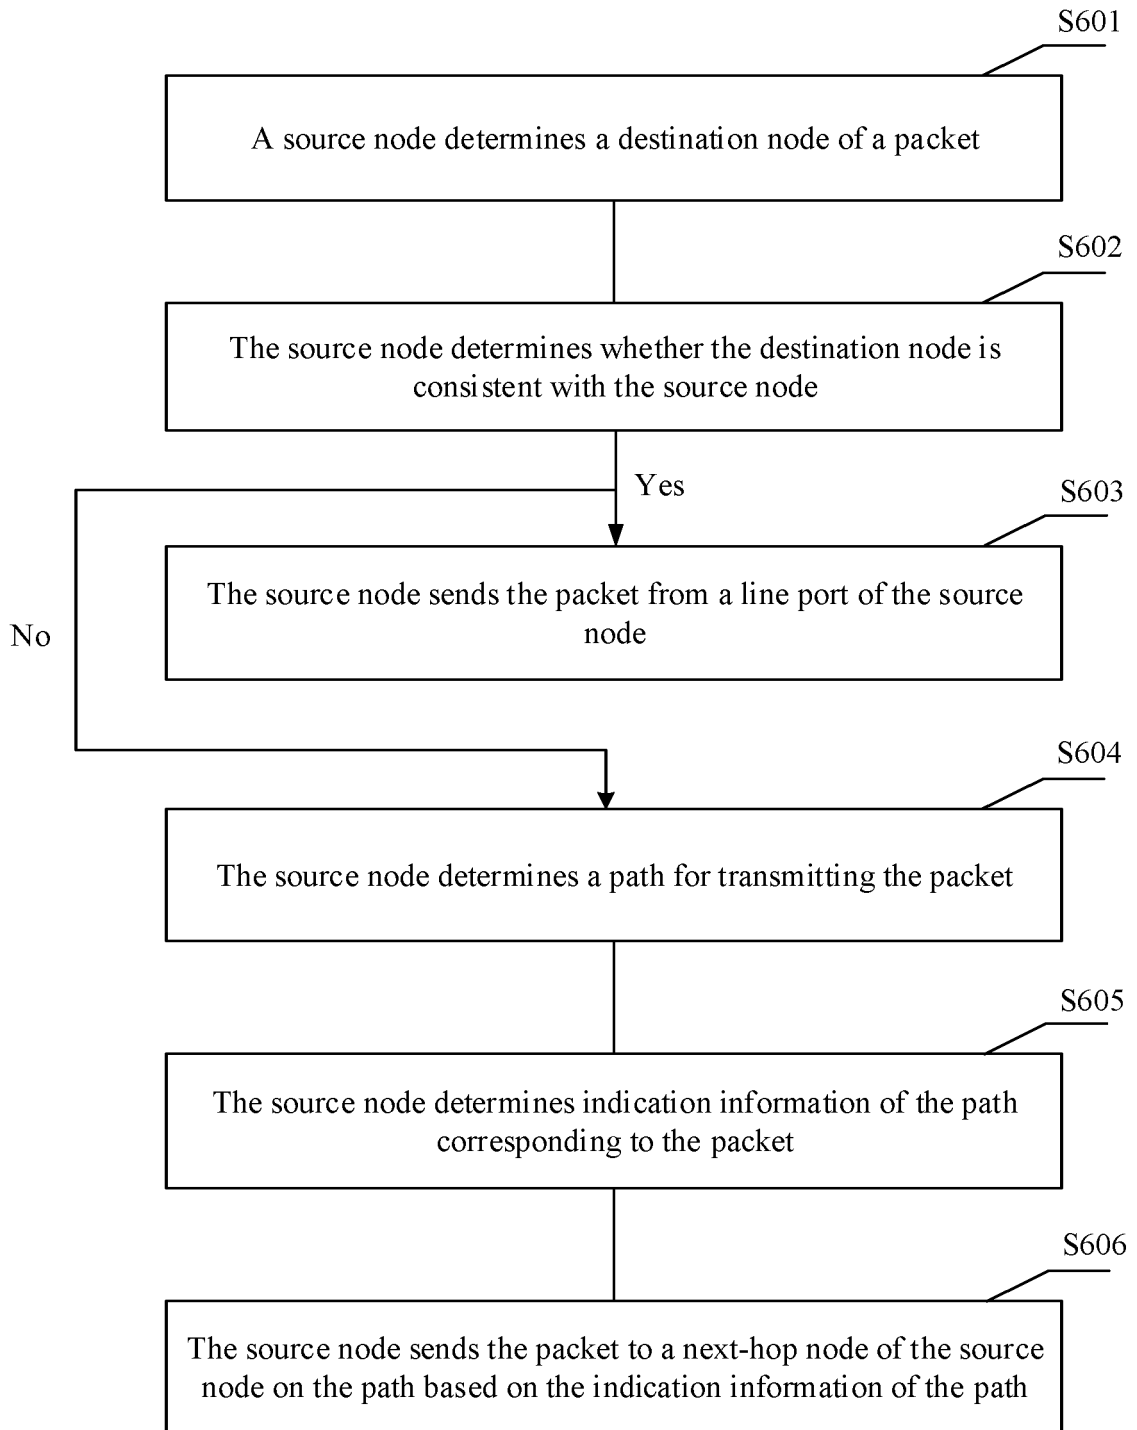 S601
A source node determines a destination node of a packet
S602
The source node determines whether the destination node is
consistent with the source node
Yes
S603
The source node sends the packet from a line port of the source
node
No
S604
The source node determines a path for transmitting the packet
S605
The source node determines indication information of the path
corresponding to the packet
S606
The source node sends the packet to a next-hop node of the source
node on the path based on the indication information of the path